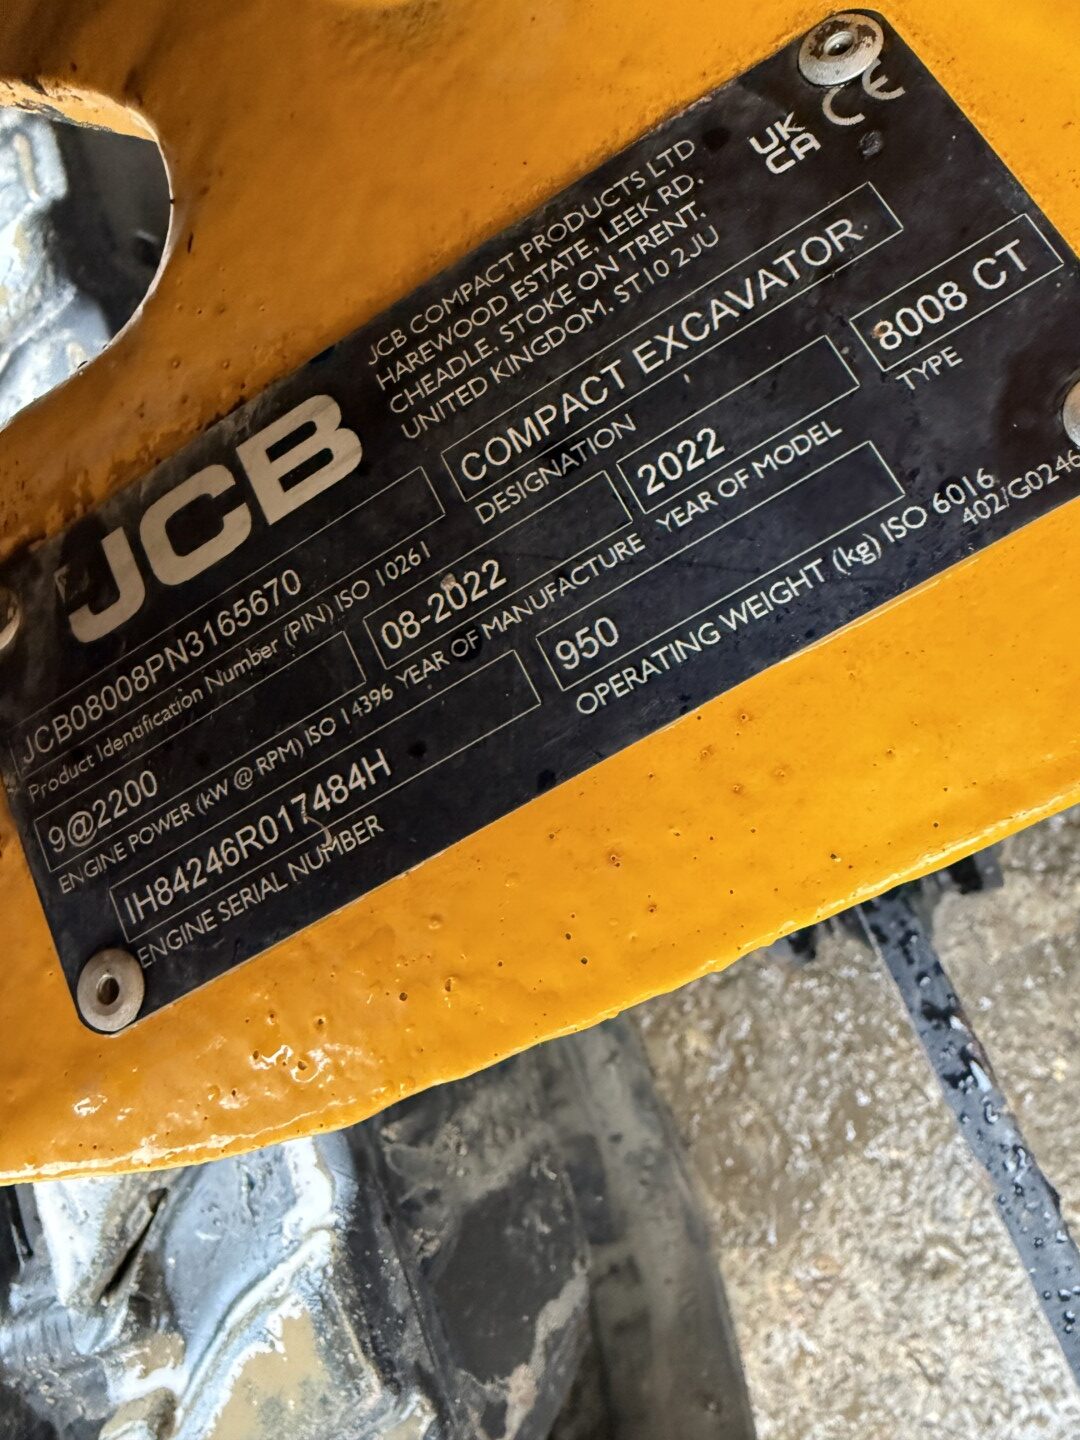 JCB
JCB COMPACT PRODUCTS LTD
HAREWOOD ESTATE, LEEK RD,
CHEADLE, STOKE ON TRENT,
UNITED KINGDOM, ST10 2JU
UK
CA
CE
JCB08008PN3165670
Product Identification Number (PIN) ISO 10261
COMPACT EXCAVATOR
DESIGNATION
8008 CT
TYPE
9@2200
ENGINE POWER (kW @ RPM) ISO 14396
08-2022
YEAR OF MANUFACTURE
2022
YEAR OF MODEL
IH84246R017484H
ENGINE SERIAL NUMBER
950
OPERATING WEIGHT (kg) ISO 6016
402/G0246